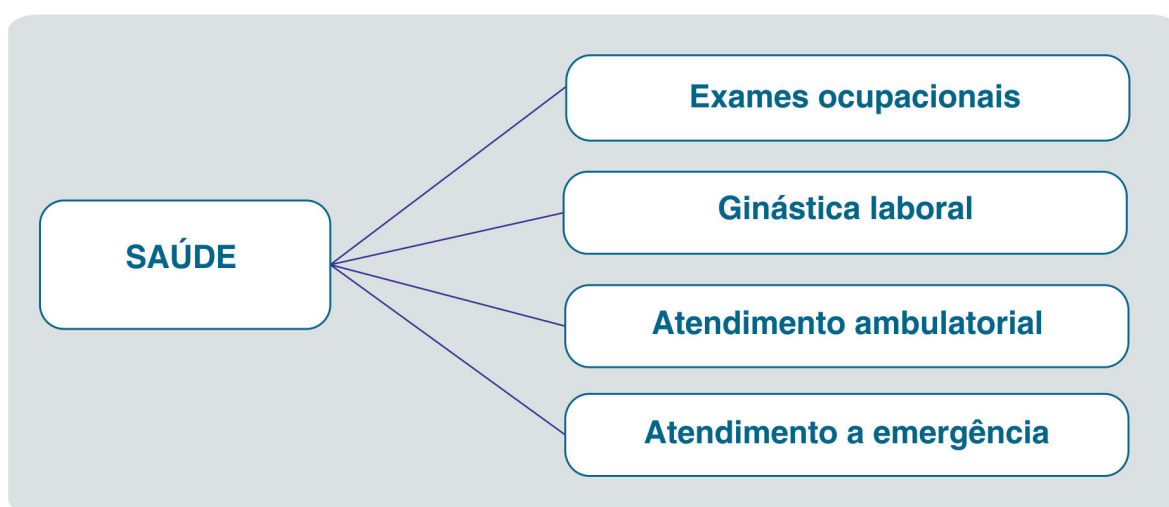 Exames ocupacionais
Ginástica laboral
SAÚDE
Atendimento ambulatorial
Atendimento a emergência